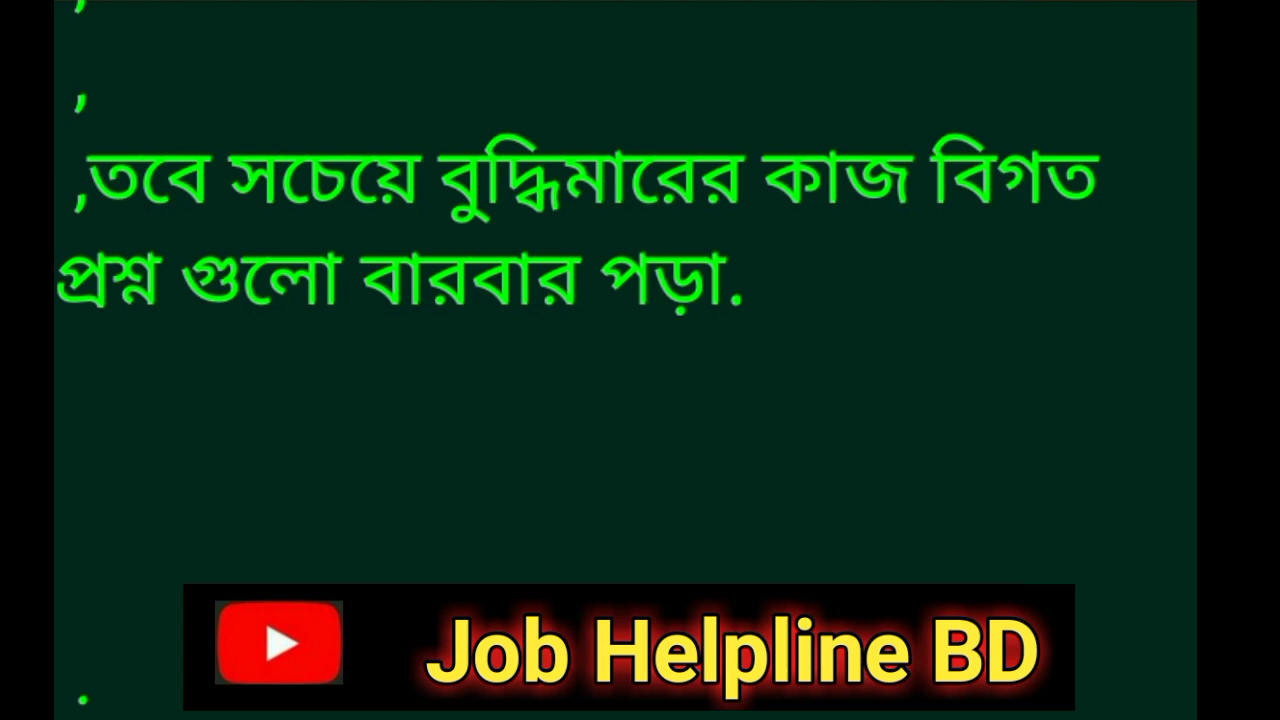 ,
,
,তবে সচেয়ে বুদ্ধিমারের কাজ বিগত
প্রশ্ন গুলো বারবার পড়া.
Job Helpline BD
.